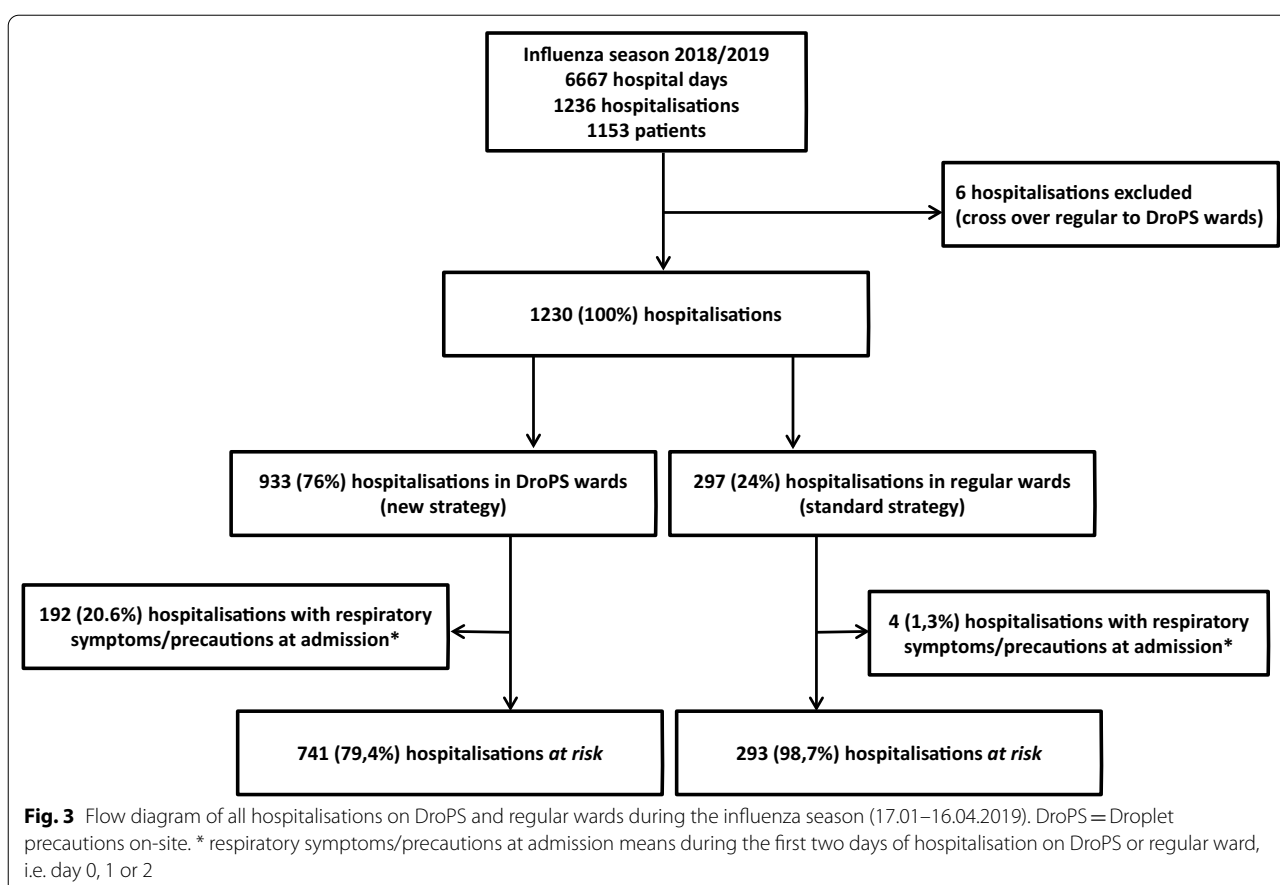 Influenza season 2018/2019
6667 hospital days
1236 hospitalisations
1153 patients
6 hospitalisations excluded
(cross over regular to DroPS wards)
1230 (100%) hospitalisations
933 (76%) hospitalisations in DroPS wards
(new strategy)
297 (24%) hospitalisations in regular wards
(standard strategy)
192 (20.6%) hospitalisations with respiratory
symptoms/precautions at admission*
4 (1,3%) hospitalisations with respiratory
symptoms/precautions at admission*
741 (79,4%) hospitalisations at risk
293 (98,7%) hospitalisations at risk
Fig. 3 Flow diagram of all hospitalisations on DroPS and regular wards during the influenza season (17.01–16.04.2019). DroPS = Droplet
precautions on-site. * respiratory symptoms/precautions at admission means during the first two days of hospitalisation on DroPS or regular ward,
i.e. day 0, 1 or 2